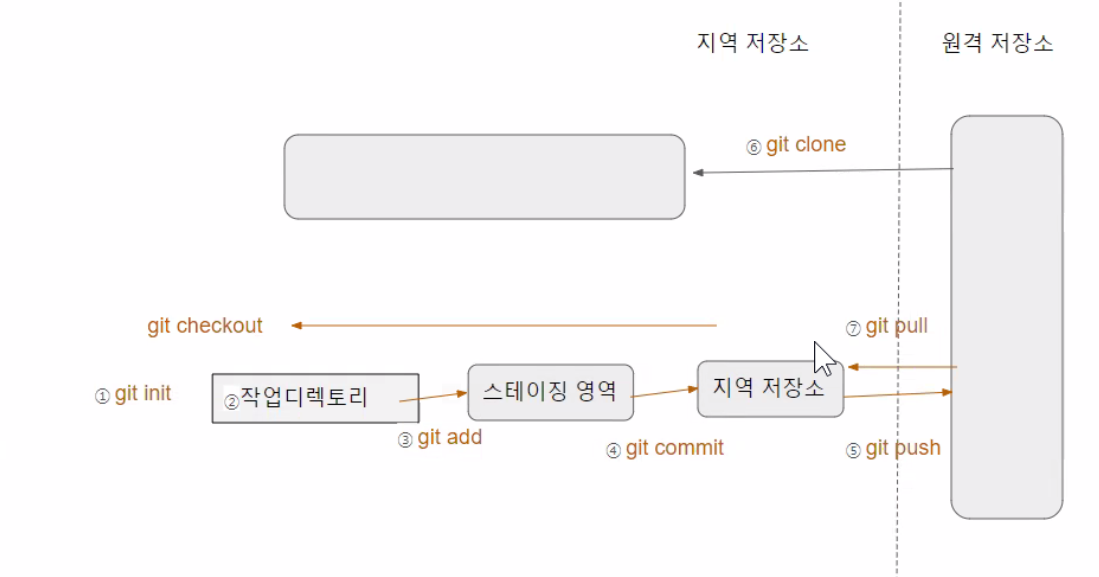 지역 저장소
원격 저장소
⑥ git clone
git checkout
⑦ git pull
① git init
②작업디렉토리
스테이징 영역
지역 저장소
③ git add
④ git commit
⑤ git push